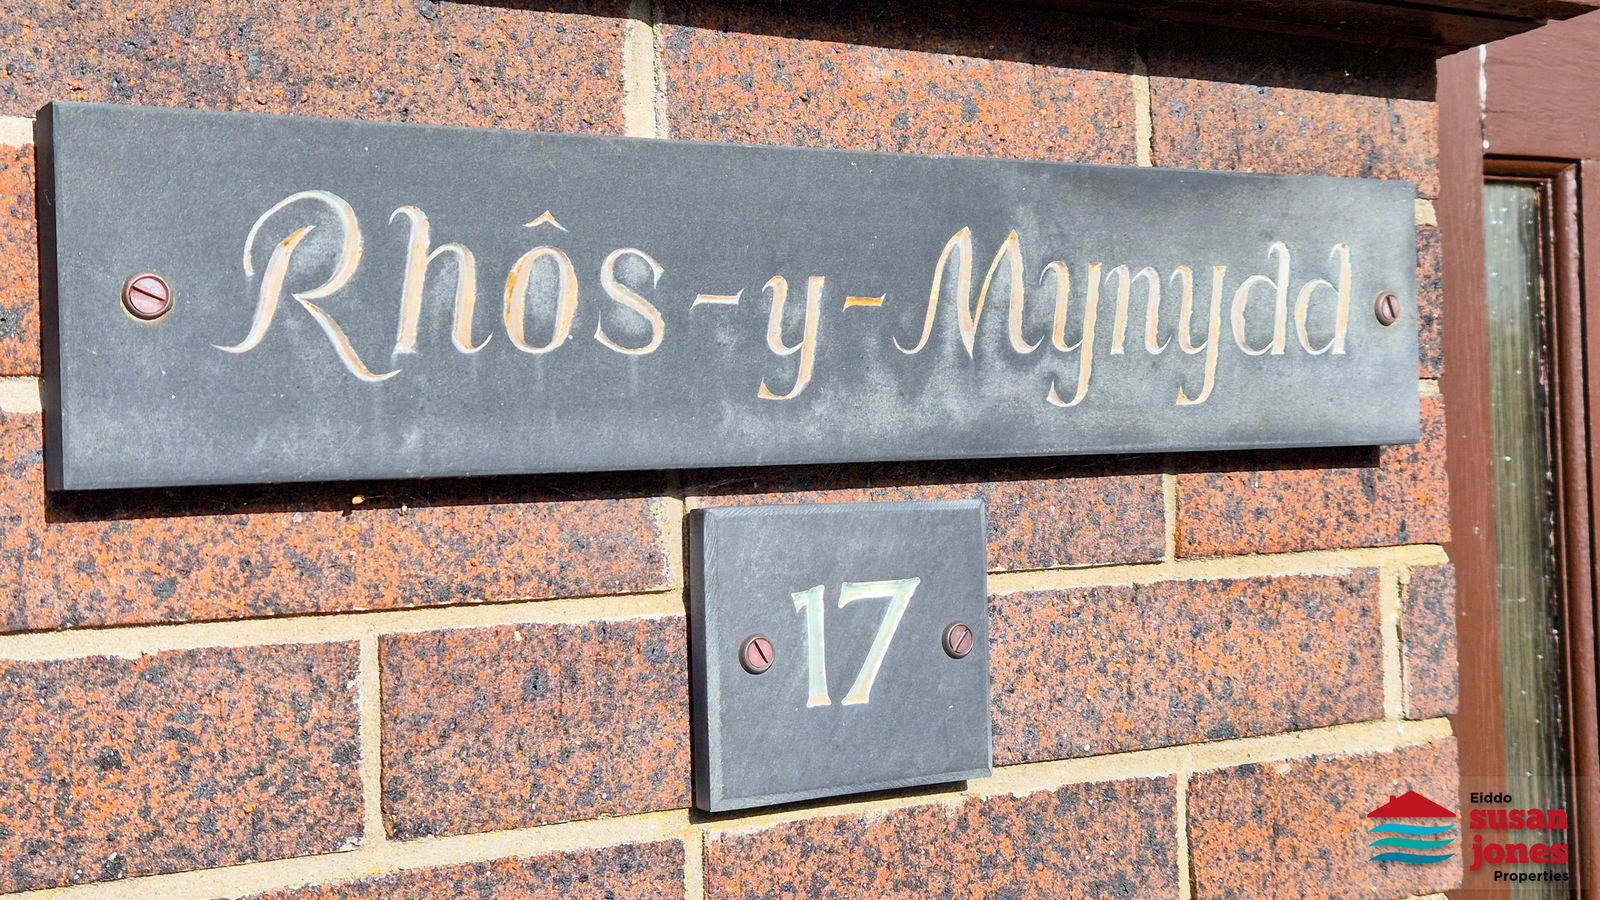 Rhôs-y-Mynydd
17
Eiddo
susan
jones
Properties